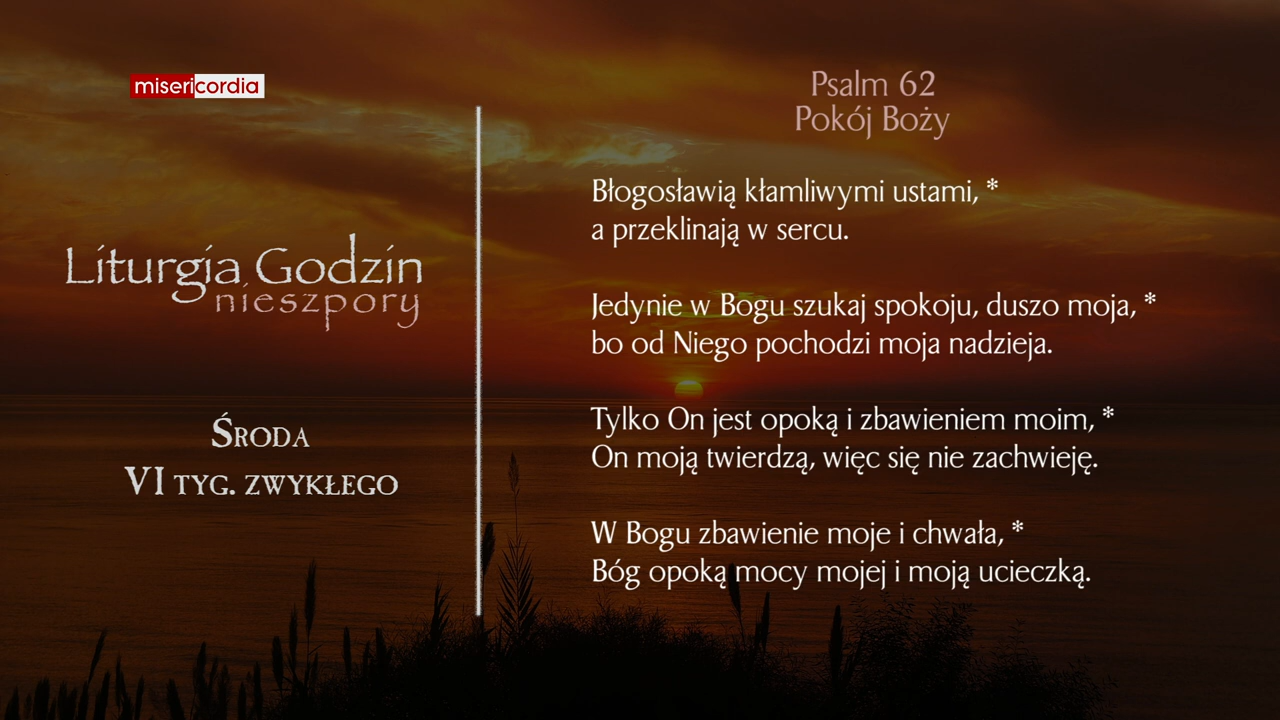 misericordia
Liturgia Godzin
nieszpory
Środa
VI tyg. zwykłego
Psalm 62
Pokój Boży
Błogosławią kłamliwymi ustami, *
a przeklinają w sercu.
Jedynie w Bogu szukaj spokoju, duszo moja, *
bo od Niego pochodzi moja nadzieja.
Tylko On jest opoką i zbawieniem moim, *
On moją twierdzą, więc się nie zachwieję.
W Bogu zbawienie moje i chwała, *
Bóg opoką mocy mojej i moją ucieczką.